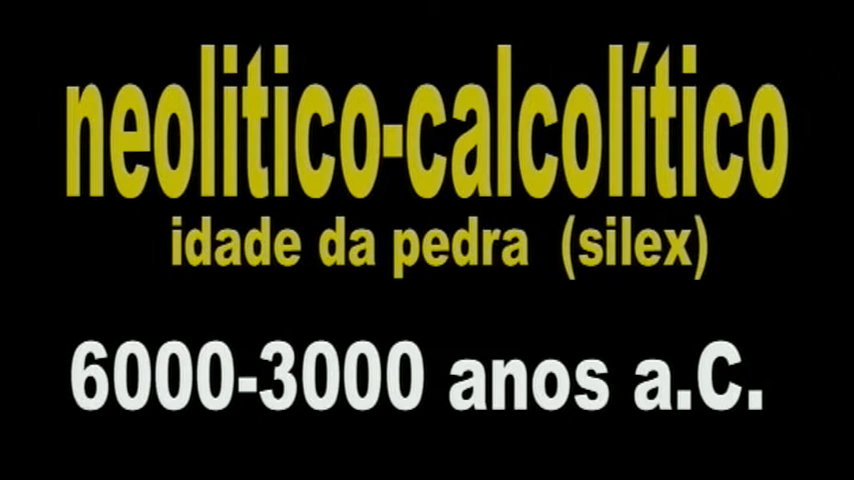 neolitico-calcolítico
idade da pedra (silex)
6000-3000 anos a.C.